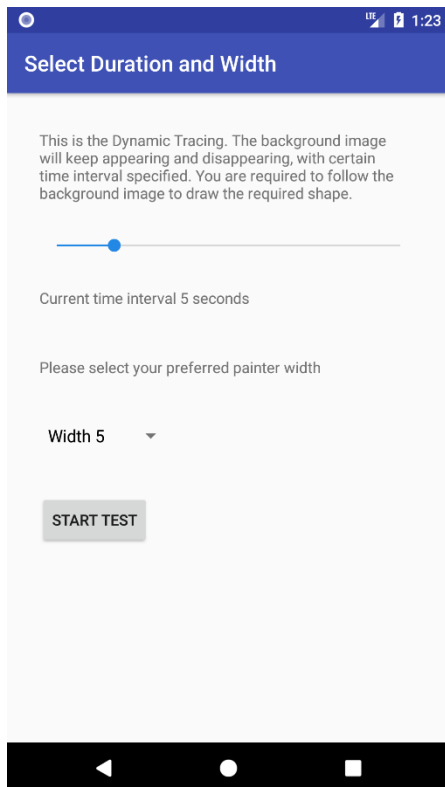 LTE 1:23
Select Duration and Width
This is the Dynamic Tracing. The background image
will keep appearing and disappearing, with certain
time interval specified. You are required to follow the
background image to draw the required shape.
Current time interval 5 seconds
Please select your preferred painter width
Width 5
START TEST